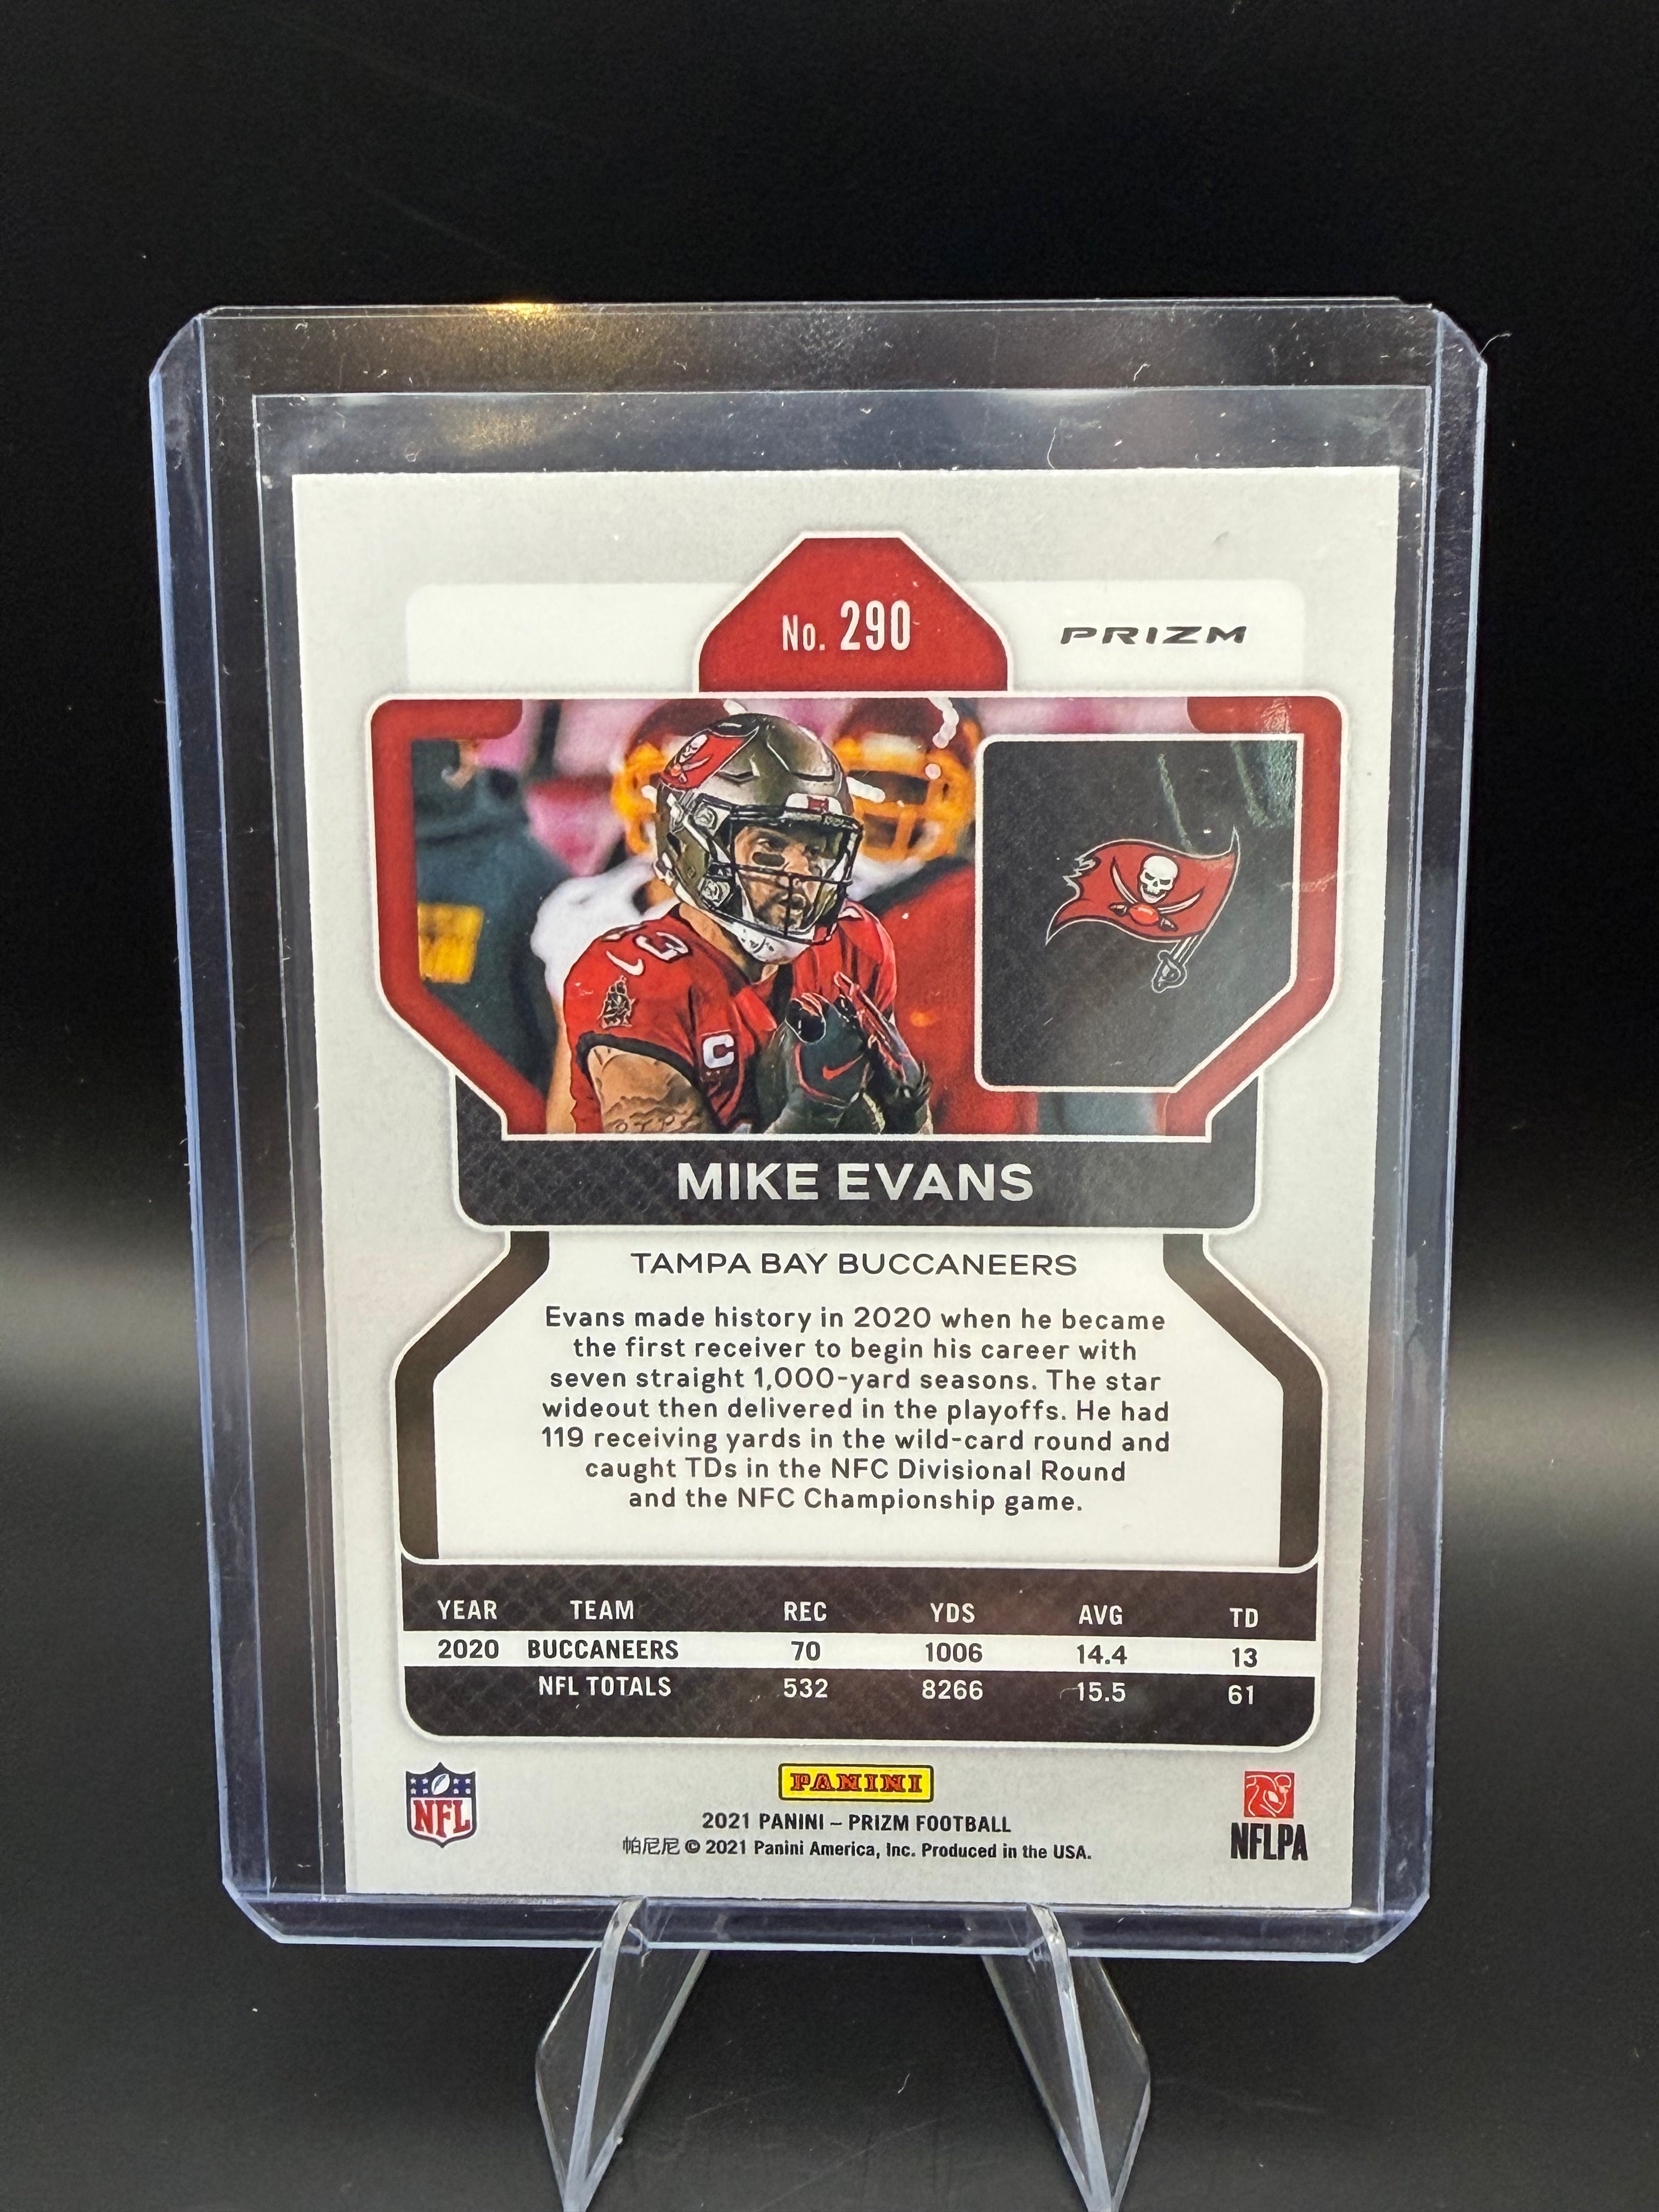 No. 290
PRIZM
13
C
MIKE EVANS
TAMPA BAY BUCCANEERS
Evans made history in 2020 when he became
the first receiver to begin his career with
seven straight 1,000-yard seasons. The star
wideout then delivered in the playoffs. He had
119 receiving yards in the wild-card round and
caught TDs in the NFC Divisional Round
and the NFC Championship game.
YEAR TEAM REC YDS AVG TD
2020 BUCCANEERS 70 1006 14.4 13
NFL TOTALS 532 8266 15.5 61
NFL
PANINI
2021 PANINI – PRIZM FOOTBALL
帕尼尼 © 2021 Panini America, Inc. Produced in the USA.
NFLPA